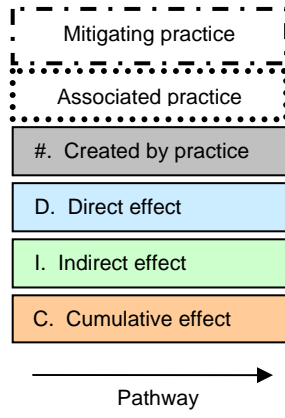 Mitigating practice
Associated practice
#. Created by practice
D. Direct effect
I. Indirect effect
C. Cumulative effect
Pathway